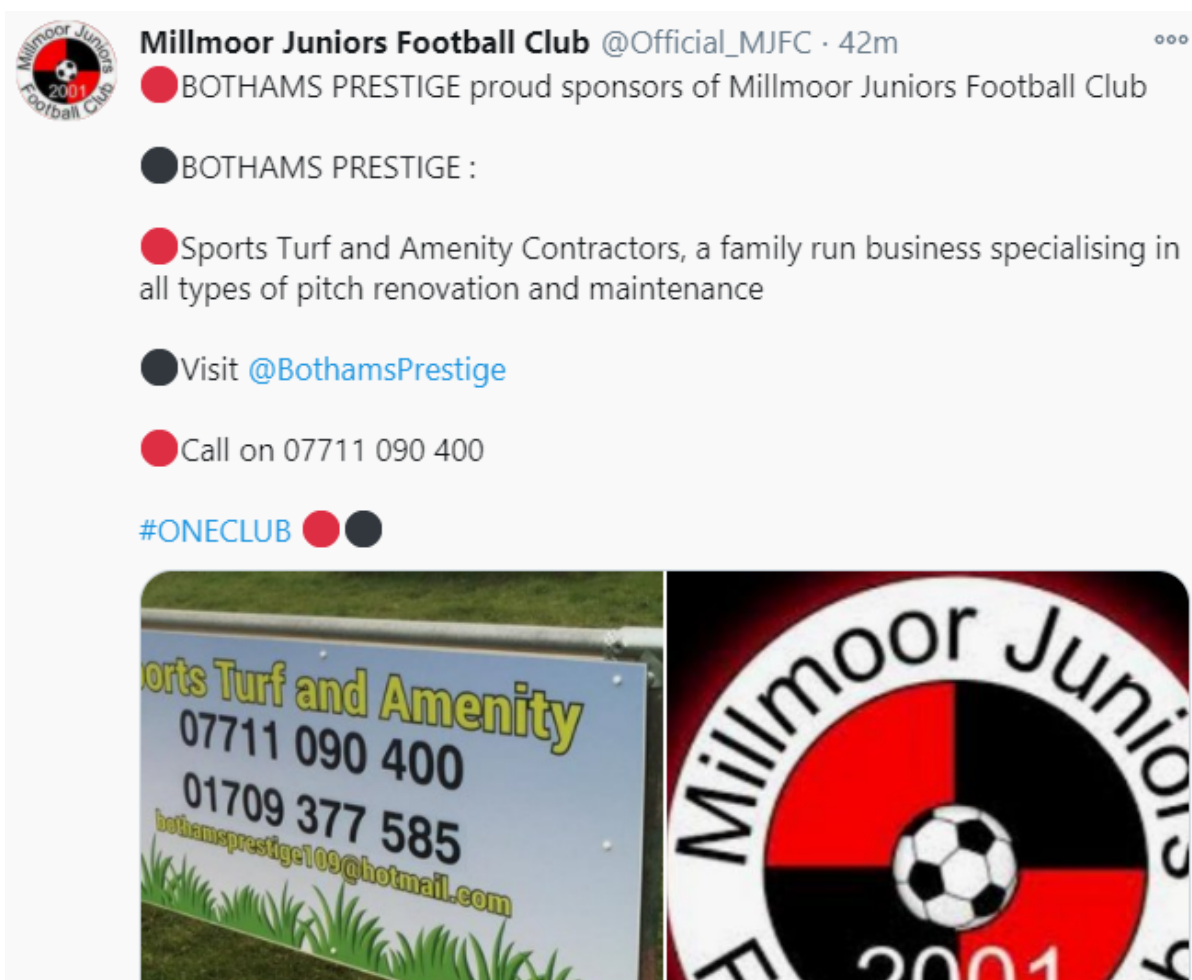 Millmoor Juniors Football Club @Official_MJFC · 42m
BOTHAMS PRESTIGE proud sponsors of Millmoor Juniors Football Club
BOTHAMS PRESTIGE :
Sports Turf and Amenity Contractors, a family run business specialising in
all types of pitch renovation and maintenance
Visit @BothamsPrestige
Call on 07711 090 400
#ONECLUB
orts Turf and Amenity
07711 090 400
01709 377 585
bothamsprestige109@hotmail.com
Millmoor Juniors
2001
Millmoor Juniors
2001
Football Club